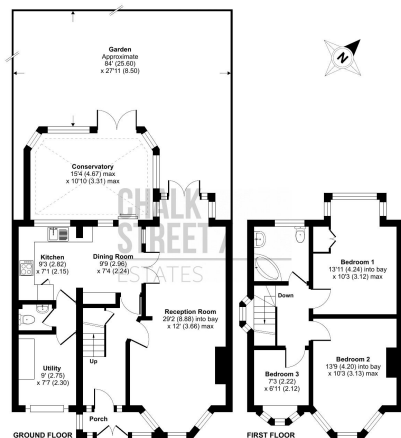 Garden
Approximate
84' (25.60)
x 27'11 (8.50)
N
Conservatory
15'4 (4.67) max
x 10'10 (3.31) max
CHALK
STREET
ESTATES
Kitchen
9'3 (2.82)
x 7'1 (2.15)
Dining Room
9'9 (2.96)
x 7'4 (2.24)
Reception Room
29'2 (8.88) into bay
x 12' (3.66) max
Utility
9' (2.75)
x 7'7 (2.30)
Up
Porch
GROUND FLOOR
Bedroom 1
13'11 (4.24) into bay
x 10'3 (3.12) max
Down
Bedroom 2
13'9 (4.20) into bay
x 10'3 (3.13) max
Bedroom 3
7'3 (2.22)
x 6'11 (2.12)
FIRST FLOOR